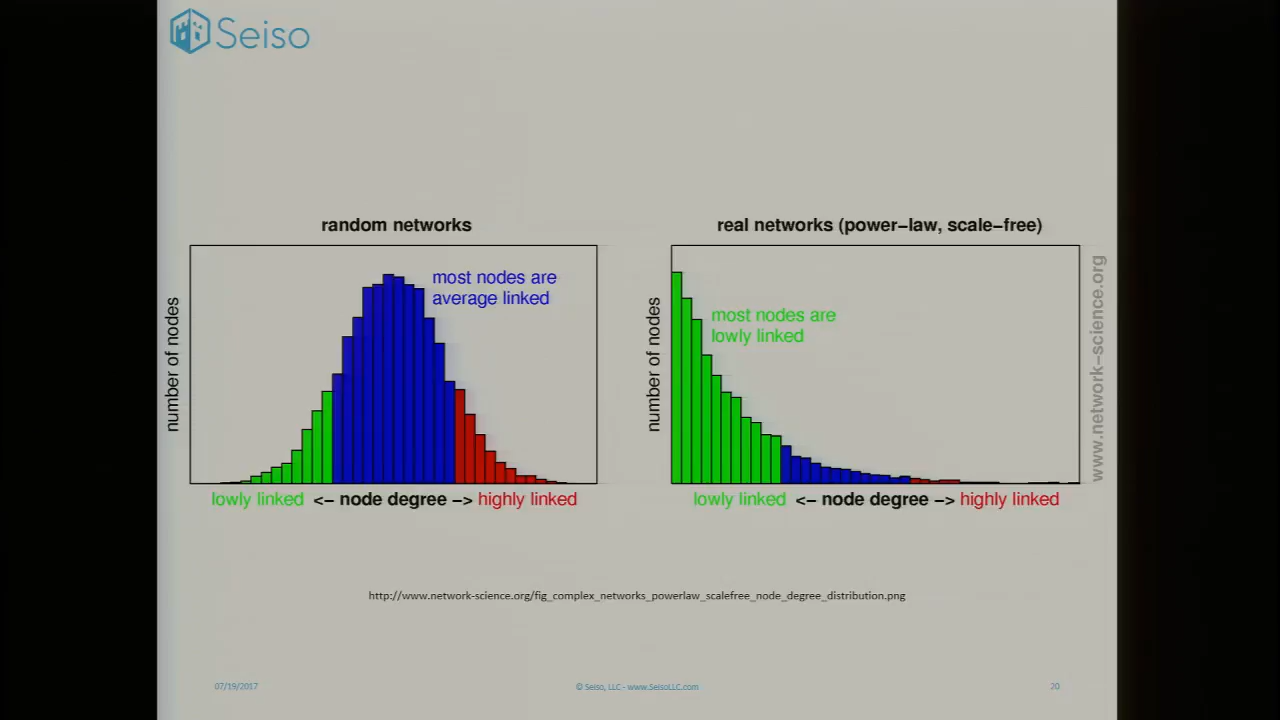 Seiso
random networks
most nodes are
average linked
number of nodes
lowly linked <- node degree -> highly linked
real networks (power-law, scale-free)
most nodes are
lowly linked
number of nodes
lowly linked <- node degree -> highly linked
www.network-science.org
http://www.network-science.org/fig_complex_networks_powerlaw_scalefree_node_degree_distribution.png
07/19/2017
© Seiso, LLC - www.SeisoLLC.com
20